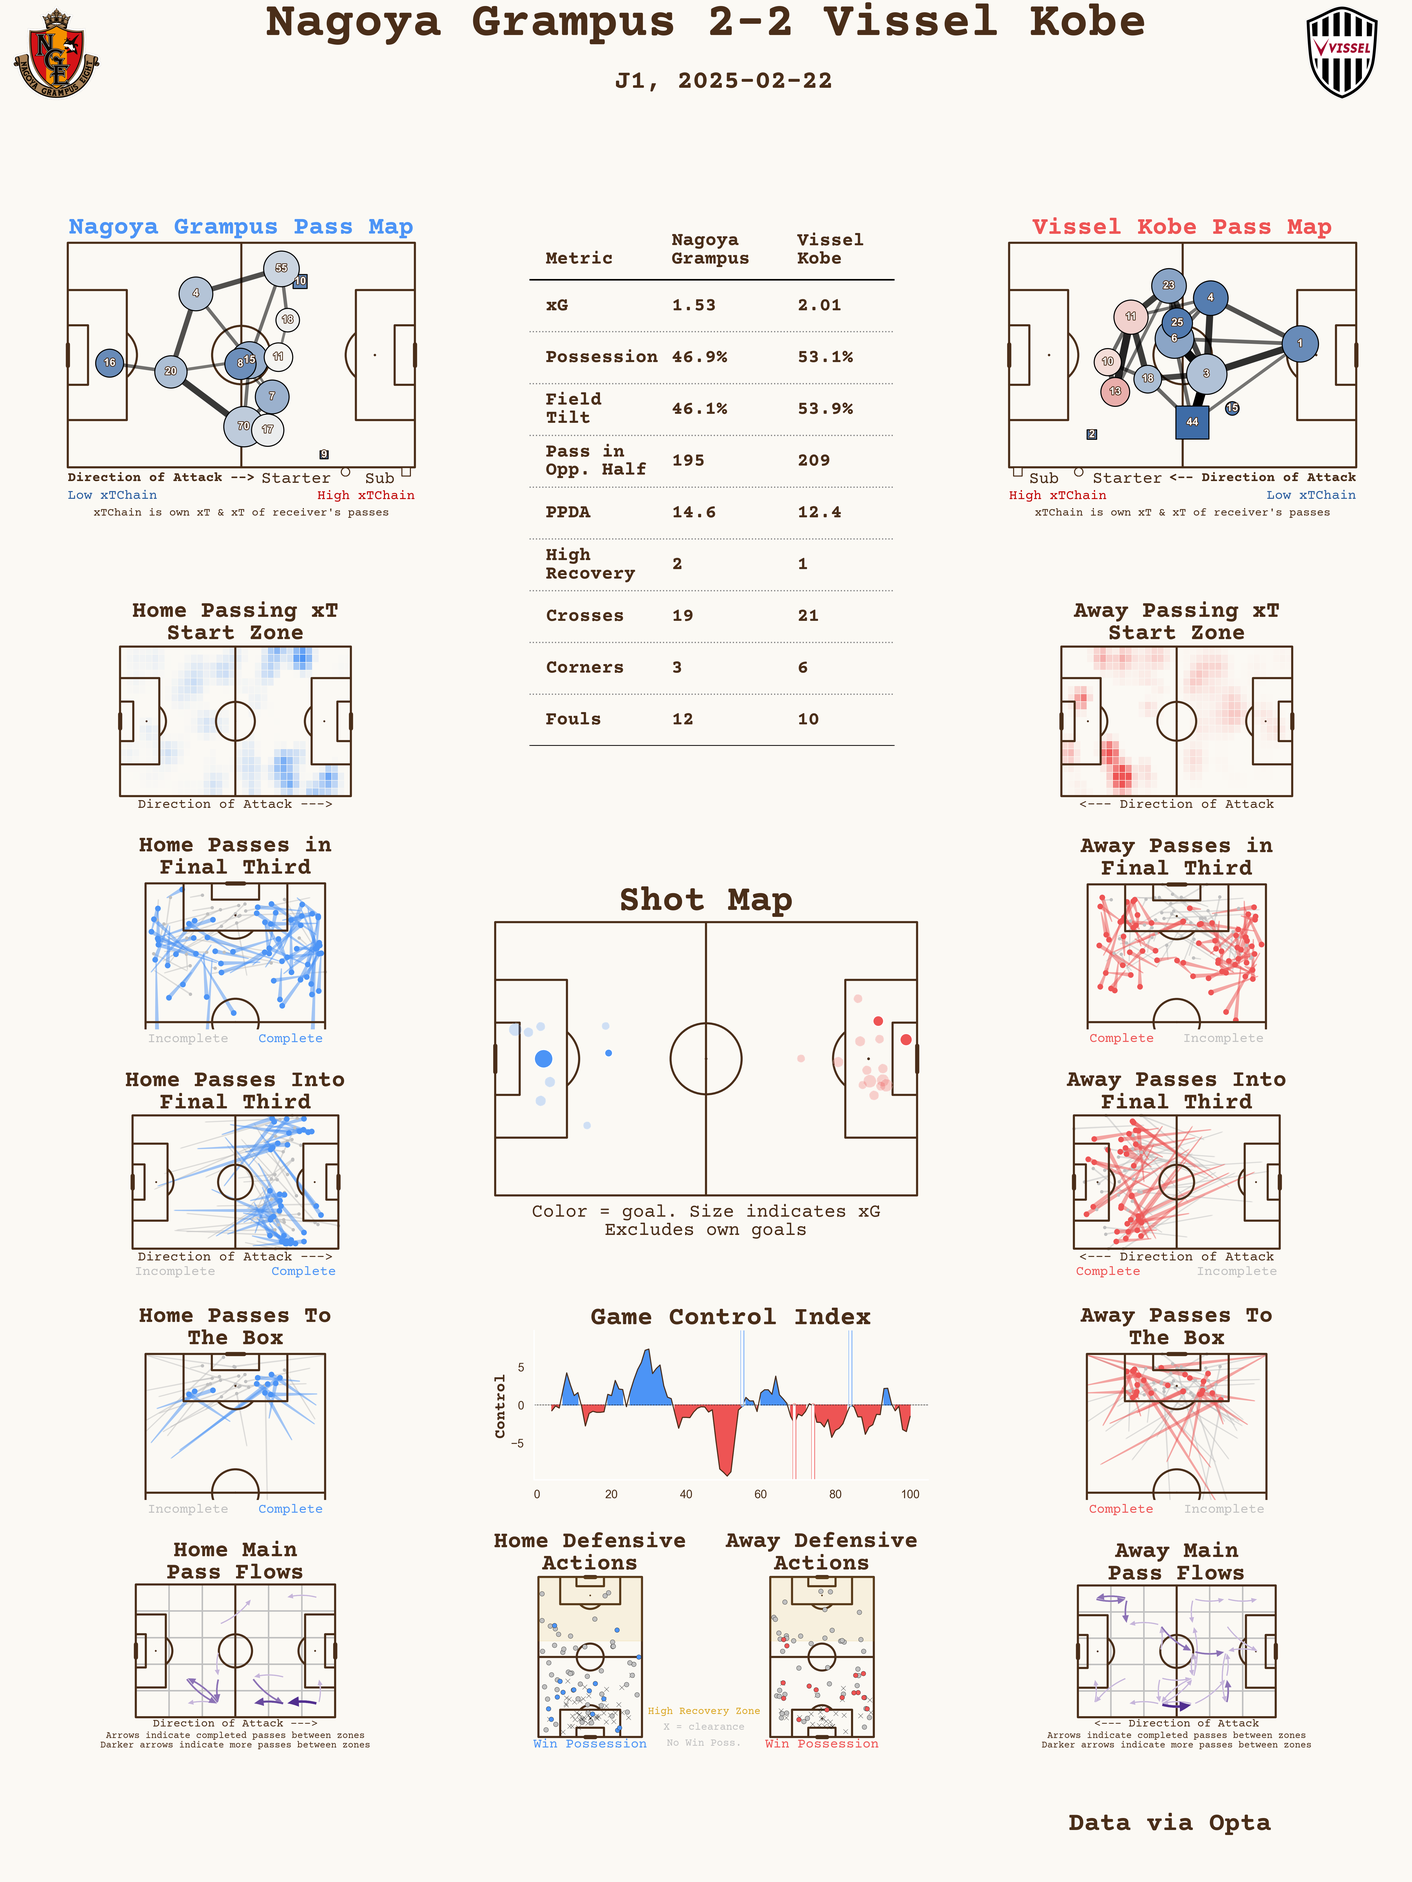 Nagoya Grampus 2-2 Vissel Kobe
J1, 2025-02-22
NAGOYA GRAMPUS EIGHT
VISSEL
Nagoya Grampus Pass Map
55
10
4
18
11
16
8
15
20
7
70
17
9
Direction of Attack --> Starter Sub
Low xTChain High xTChain
xTChain is own xT & xT of receiver's passes
Metric Nagoya Grampus Vissel Kobe
xG 1.53 2.01
Possession 46.9% 53.1%
Field Tilt 46.1% 53.9%
Pass in Opp. Half 195 209
PPDA 14.6 12.4
High Recovery 2 1
Crosses 19 21
Corners 3 6
Fouls 12 10
Vissel Kobe Pass Map
23
4
11
25
6
1
10
18
3
13
15
44
2
Sub Starter <-- Direction of Attack
High xTChain Low xTChain
xTChain is own xT & xT of receiver's passes
Home Passing xT
Start Zone
Direction of Attack --->
Away Passing xT
Start Zone
<--- Direction of Attack
Home Passes in
Final Third
Incomplete Complete
Shot Map
Color = goal. Size indicates xG
Excludes own goals
Away Passes in
Final Third
Complete Incomplete
Home Passes Into
Final Third
Direction of Attack --->
Incomplete Complete
Away Passes Into
Final Third
<--- Direction of Attack
Complete Incomplete
Home Passes To
The Box
Incomplete Complete
Game Control Index
Control
5
0
−5
0 20 40 60 80 100
Away Passes To
The Box
Complete Incomplete
Home Main
Pass Flows
Direction of Attack --->
Arrows indicate completed passes between zones
Darker arrows indicate more passes between zones
Home Defensive
Actions
Win Possession
High Recovery Zone
X = clearance
No Win Poss.
Away Defensive
Actions
Win Possession
Away Main
Pass Flows
<--- Direction of Attack
Arrows indicate completed passes between zones
Darker arrows indicate more passes between zones
Data via Opta